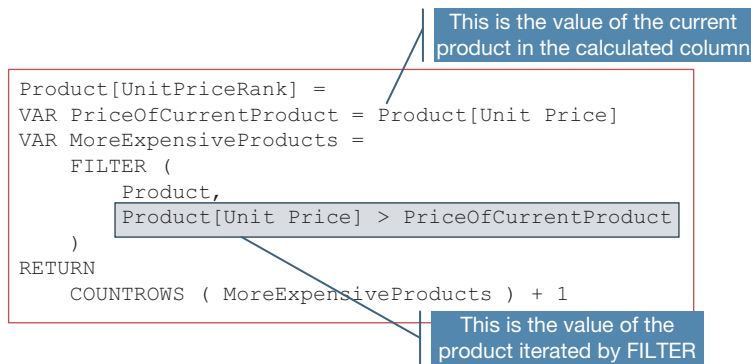 This is the value of the current
product in the calculated column
Product[UnitPriceRank] =
VAR PriceOfCurrentProduct = Product[Unit Price]
VAR MoreExpensiveProducts =
    FILTER (
        Product,
        Product[Unit Price] > PriceOfCurrentProduct
    )
RETURN
    COUNTROWS ( MoreExpensiveProducts ) + 1
This is the value of the
product iterated by FILTER